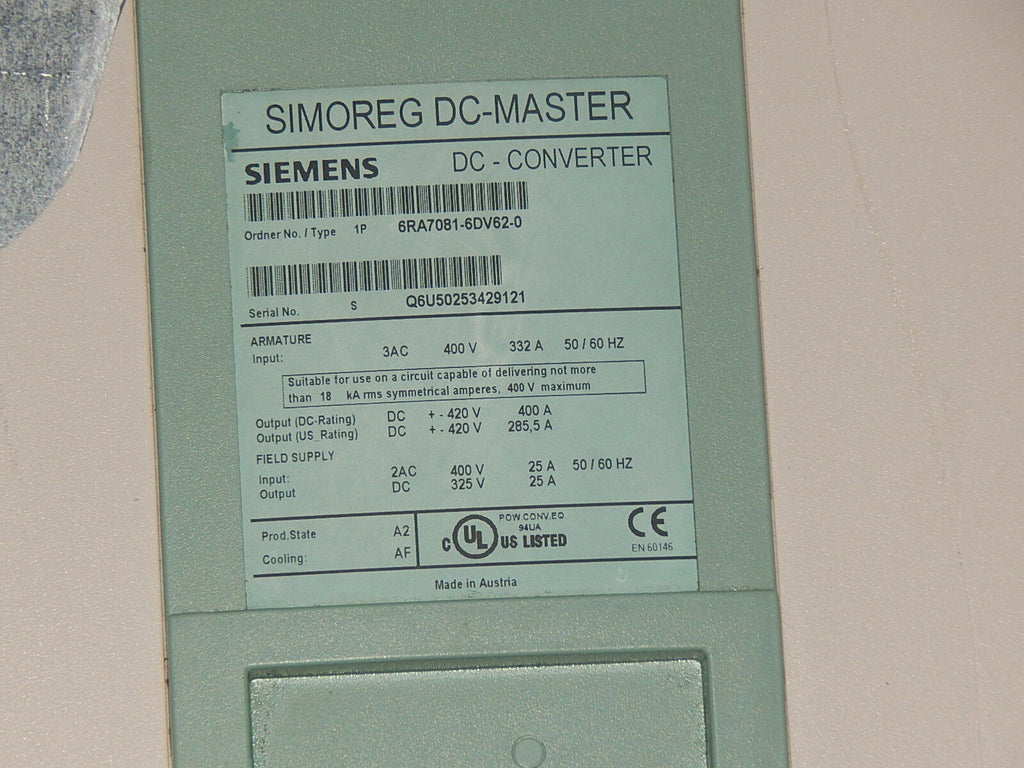 SIMOREG DC-MASTER
SIEMENS DC - CONVERTER
Ordner No. / Type 1P 6RA7081-6DV62-0
Serial No. S Q6U50253429121
ARMATURE
Input: 3AC 400 V 332 A 50 / 60 HZ
Suitable for use on a circuit capable of delivering not more
than 18 kA rms symmetrical amperes, 400 V maximum
Output (DC-Rating) DC + - 420 V 400 A
Output (US_Rating) DC + - 420 V 285,5 A
FIELD SUPPLY
Input: 2AC 400 V 25 A 50 / 60 HZ
Output DC 325 V 25 A
Prod.State A2
Cooling: AF
POW.CONV.EQ
94UA
C UL US LISTED
CE
EN 60146
Made in Austria